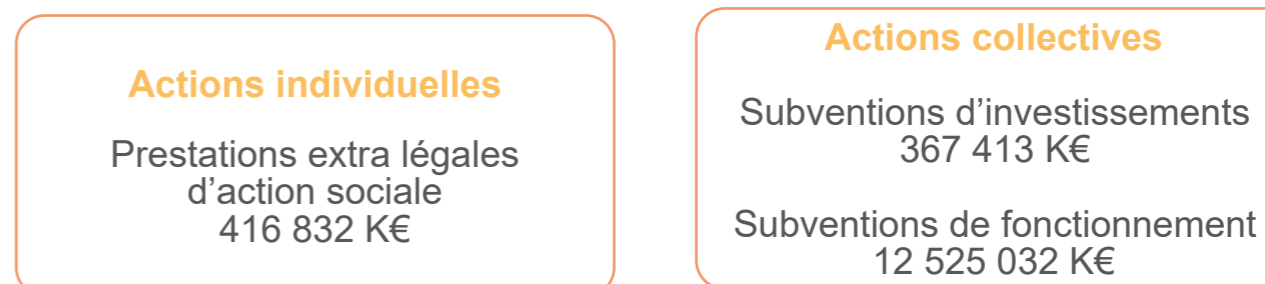 Actions individuelles
Prestations extra légales
d’action sociale
416 832 K€
Actions collectives
Subventions d’investissements
367 413 K€
Subventions de fonctionnement
12 525 032 K€